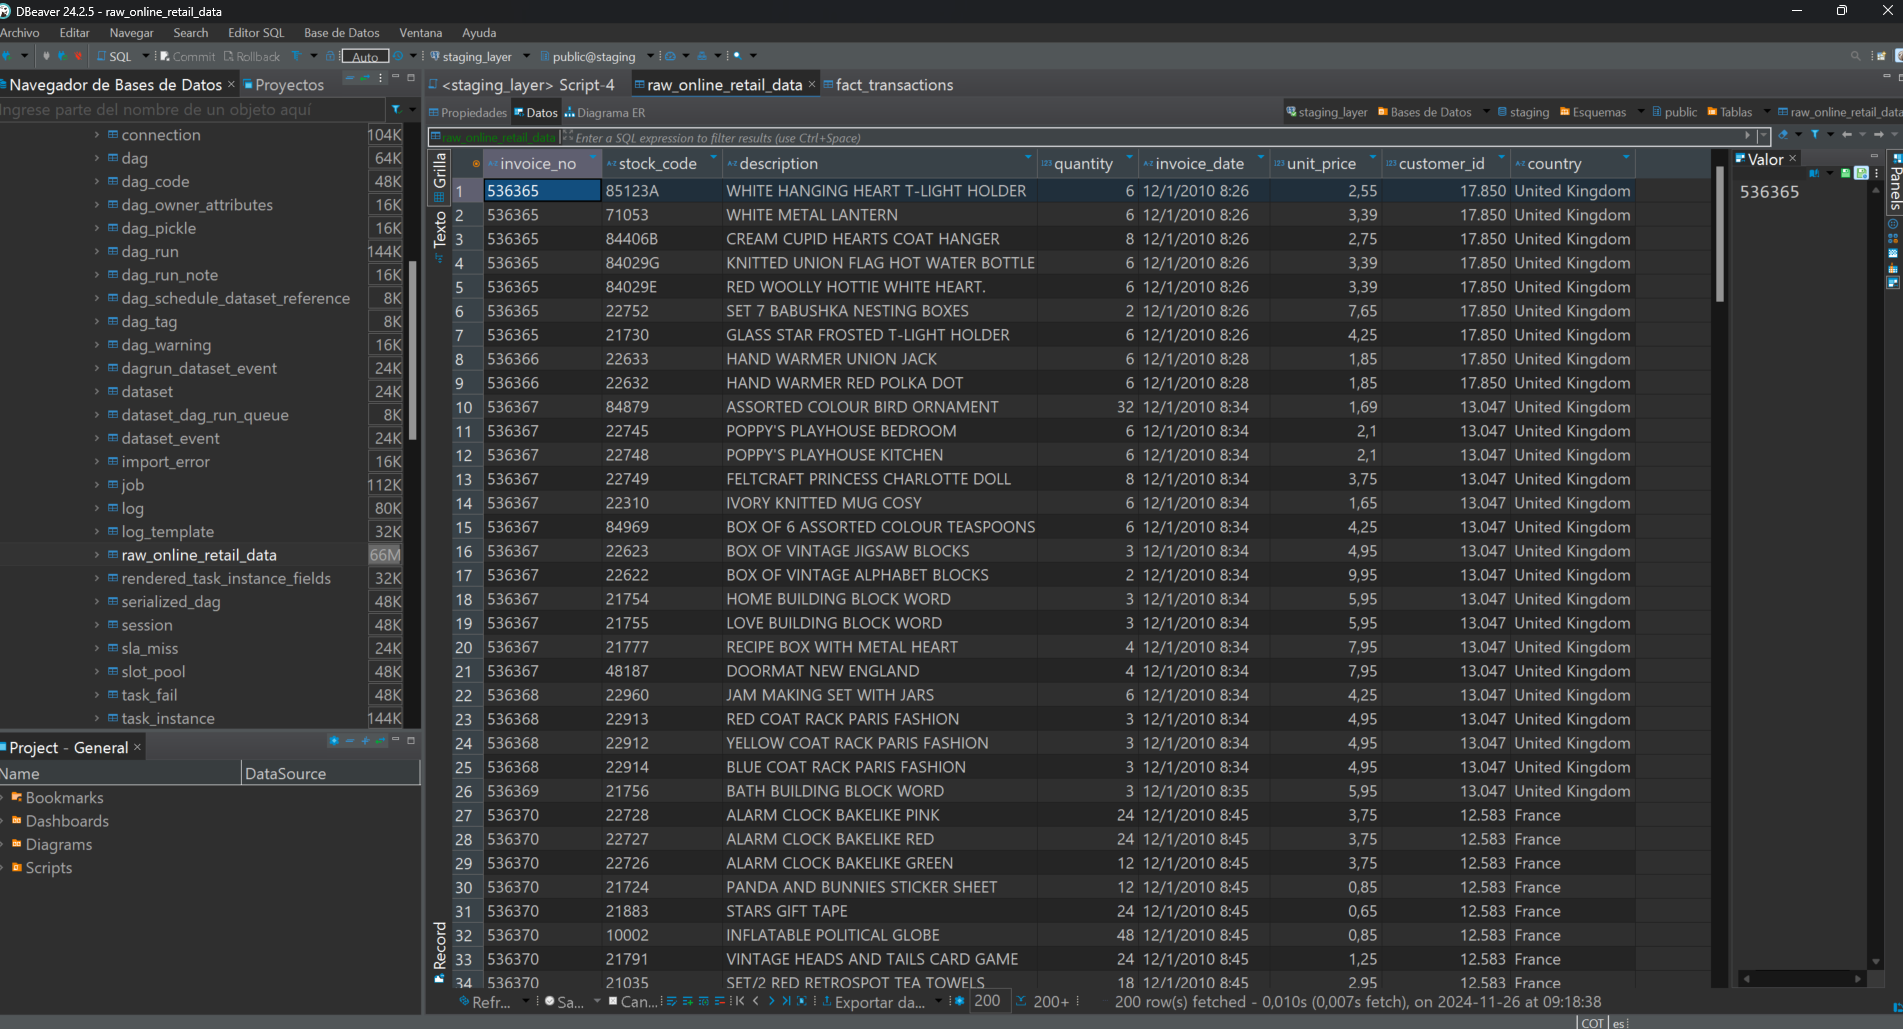 DBeaver 24.2.5 - raw_online_retail_data
Archivo Editar Navegar Search Editor SQL Base de Datos Ventana Ayuda
SQL Commit Rollback Auto staging_layer public@staging
Navegador de Bases de Datos Proyectos
Ingrese parte del nombre de un objeto aquí
connection 104K
dag 64K
dag_code 48K
dag_owner_attributes 16K
dag_pickle 16K
dag_run 144K
dag_run_note 16K
dag_schedule_dataset_reference 8K
dag_tag 8K
dag_warning 16K
dagrun_dataset_event 24K
dataset 24K
dataset_dag_run_queue 8K
dataset_event 24K
import_error 16K
job 112K
log 80K
log_template 32K
raw_online_retail_data 66M
rendered_task_instance_fields 32K
serialized_dag 48K
session 48K
sla_miss 24K
slot_pool 48K
task_fail 48K
task_instance 144K
Project - General
Name DataSource
Bookmarks
Dashboards
Diagrams
Scripts
<staging_layer> Script-4 raw_online_retail_data fact_transactions
Propiedades Datos Diagrama ER staging_layer Bases de Datos staging Esquemas public Tablas raw_online_retail_data
raw_online_retail_data Enter a SQL expression to filter results (use Ctrl+Space)
Grilla
Texto
Record
invoice_no stock_code description quantity invoice_date unit_price customer_id country
1 536365 85123A WHITE HANGING HEART T-LIGHT HOLDER 6 12/1/2010 8:26 2,55 17.850 United Kingdom
2 536365 71053 WHITE METAL LANTERN 6 12/1/2010 8:26 3,39 17.850 United Kingdom
3 536365 84406B CREAM CUPID HEARTS COAT HANGER 8 12/1/2010 8:26 2,75 17.850 United Kingdom
4 536365 84029G KNITTED UNION FLAG HOT WATER BOTTLE 6 12/1/2010 8:26 3,39 17.850 United Kingdom
5 536365 84029E RED WOOLLY HOTTIE WHITE HEART. 6 12/1/2010 8:26 3,39 17.850 United Kingdom
6 536365 22752 SET 7 BABUSHKA NESTING BOXES 2 12/1/2010 8:26 7,65 17.850 United Kingdom
7 536365 21730 GLASS STAR FROSTED T-LIGHT HOLDER 6 12/1/2010 8:26 4,25 17.850 United Kingdom
8 536366 22633 HAND WARMER UNION JACK 6 12/1/2010 8:28 1,85 17.850 United Kingdom
9 536366 22632 HAND WARMER RED POLKA DOT 6 12/1/2010 8:28 1,85 17.850 United Kingdom
10 536367 84879 ASSORTED COLOUR BIRD ORNAMENT 32 12/1/2010 8:34 1,69 13.047 United Kingdom
11 536367 22745 POPPY'S PLAYHOUSE BEDROOM 6 12/1/2010 8:34 2,1 13.047 United Kingdom
12 536367 22748 POPPY'S PLAYHOUSE KITCHEN 6 12/1/2010 8:34 2,1 13.047 United Kingdom
13 536367 22749 FELTCRAFT PRINCESS CHARLOTTE DOLL 8 12/1/2010 8:34 3,75 13.047 United Kingdom
14 536367 22310 IVORY KNITTED MUG COSY 6 12/1/2010 8:34 1,65 13.047 United Kingdom
15 536367 84969 BOX OF 6 ASSORTED COLOUR TEASPOONS 6 12/1/2010 8:34 4,25 13.047 United Kingdom
16 536367 22623 BOX OF VINTAGE JIGSAW BLOCKS 3 12/1/2010 8:34 4,95 13.047 United Kingdom
17 536367 22622 BOX OF VINTAGE ALPHABET BLOCKS 2 12/1/2010 8:34 9,95 13.047 United Kingdom
18 536367 21754 HOME BUILDING BLOCK WORD 3 12/1/2010 8:34 5,95 13.047 United Kingdom
19 536367 21755 LOVE BUILDING BLOCK WORD 3 12/1/2010 8:34 5,95 13.047 United Kingdom
20 536367 21777 RECIPE BOX WITH METAL HEART 4 12/1/2010 8:34 7,95 13.047 United Kingdom
21 536367 48187 DOORMAT NEW ENGLAND 4 12/1/2010 8:34 7,95 13.047 United Kingdom
22 536368 22960 JAM MAKING SET WITH JARS 6 12/1/2010 8:34 4,25 13.047 United Kingdom
23 536368 22913 RED COAT RACK PARIS FASHION 3 12/1/2010 8:34 4,95 13.047 United Kingdom
24 536368 22912 YELLOW COAT RACK PARIS FASHION 3 12/1/2010 8:34 4,95 13.047 United Kingdom
25 536368 22914 BLUE COAT RACK PARIS FASHION 3 12/1/2010 8:34 4,95 13.047 United Kingdom
26 536369 21756 BATH BUILDING BLOCK WORD 3 12/1/2010 8:35 5,95 13.047 United Kingdom
27 536370 22728 ALARM CLOCK BAKELIKE PINK 24 12/1/2010 8:45 3,75 12.583 France
28 536370 22727 ALARM CLOCK BAKELIKE RED 24 12/1/2010 8:45 3,75 12.583 France
29 536370 22726 ALARM CLOCK BAKELIKE GREEN 12 12/1/2010 8:45 3,75 12.583 France
30 536370 21724 PANDA AND BUNNIES STICKER SHEET 12 12/1/2010 8:45 0,85 12.583 France
31 536370 21883 STARS GIFT TAPE 24 12/1/2010 8:45 0,65 12.583 France
32 536370 10002 INFLATABLE POLITICAL GLOBE 48 12/1/2010 8:45 0,85 12.583 France
33 536370 21791 VINTAGE HEADS AND TAILS CARD GAME 24 12/1/2010 8:45 1,25 12.583 France
34 536370 21035 SET/2 RED RETROSPOT TEA TOWELS 18 12/1/2010 8:45 2,95 12.583 France
Refr... Sa... Can... Exportar da... 200 200+ 200 row(s) fetched - 0,010s (0,007s fetch), on 2024-11-26 at 09:18:38
Valor
536365
Panels
COT es